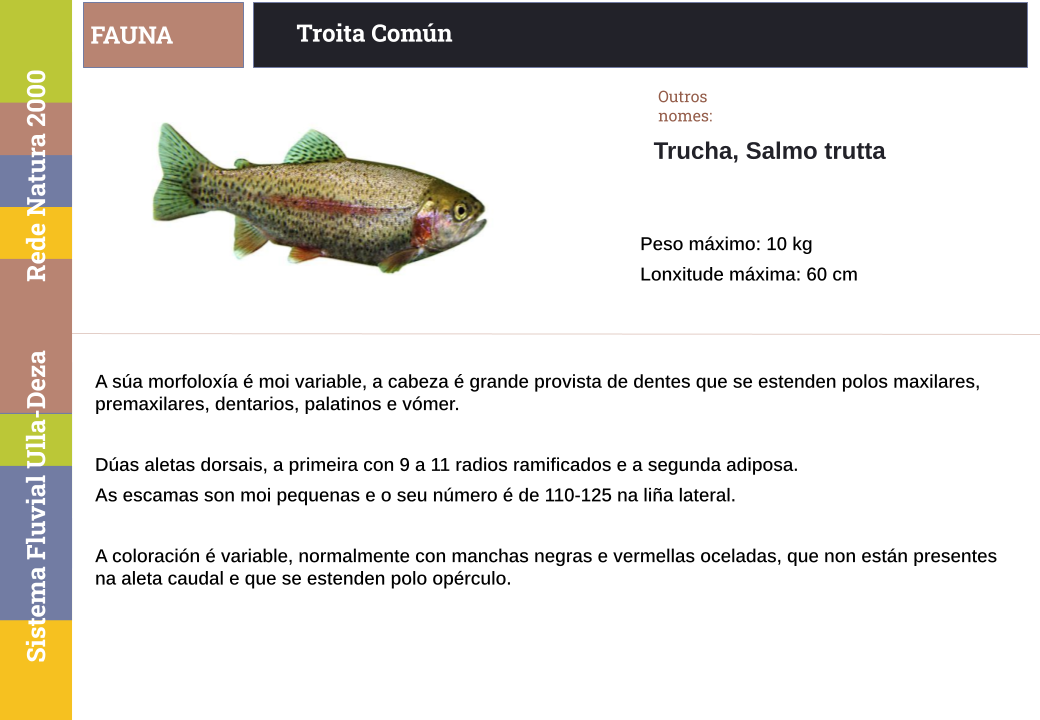 FAUNA
Troita Común
Outros
nomes:
Trucha, Salmo trutta
Peso máximo: 10 kg
Lonxitude máxima: 60 cm
A súa morfoloxía é moi variable, a cabeza é grande provista de dentes que se estenden polos maxilares,
premaxilares, dentarios, palatinos e vómer.
Dúas aletas dorsais, a primeira con 9 a 11 radios ramificados e a segunda adiposa.
As escamas son moi pequenas e o seu número é de 110-125 na liña lateral.
A coloración é variable, normalmente con manchas negras e vermellas oceladas, que non están presentes
na aleta caudal e que se estenden polo opérculo.
Sistema Fluvial Ulla-Deza Rede Natura 2000